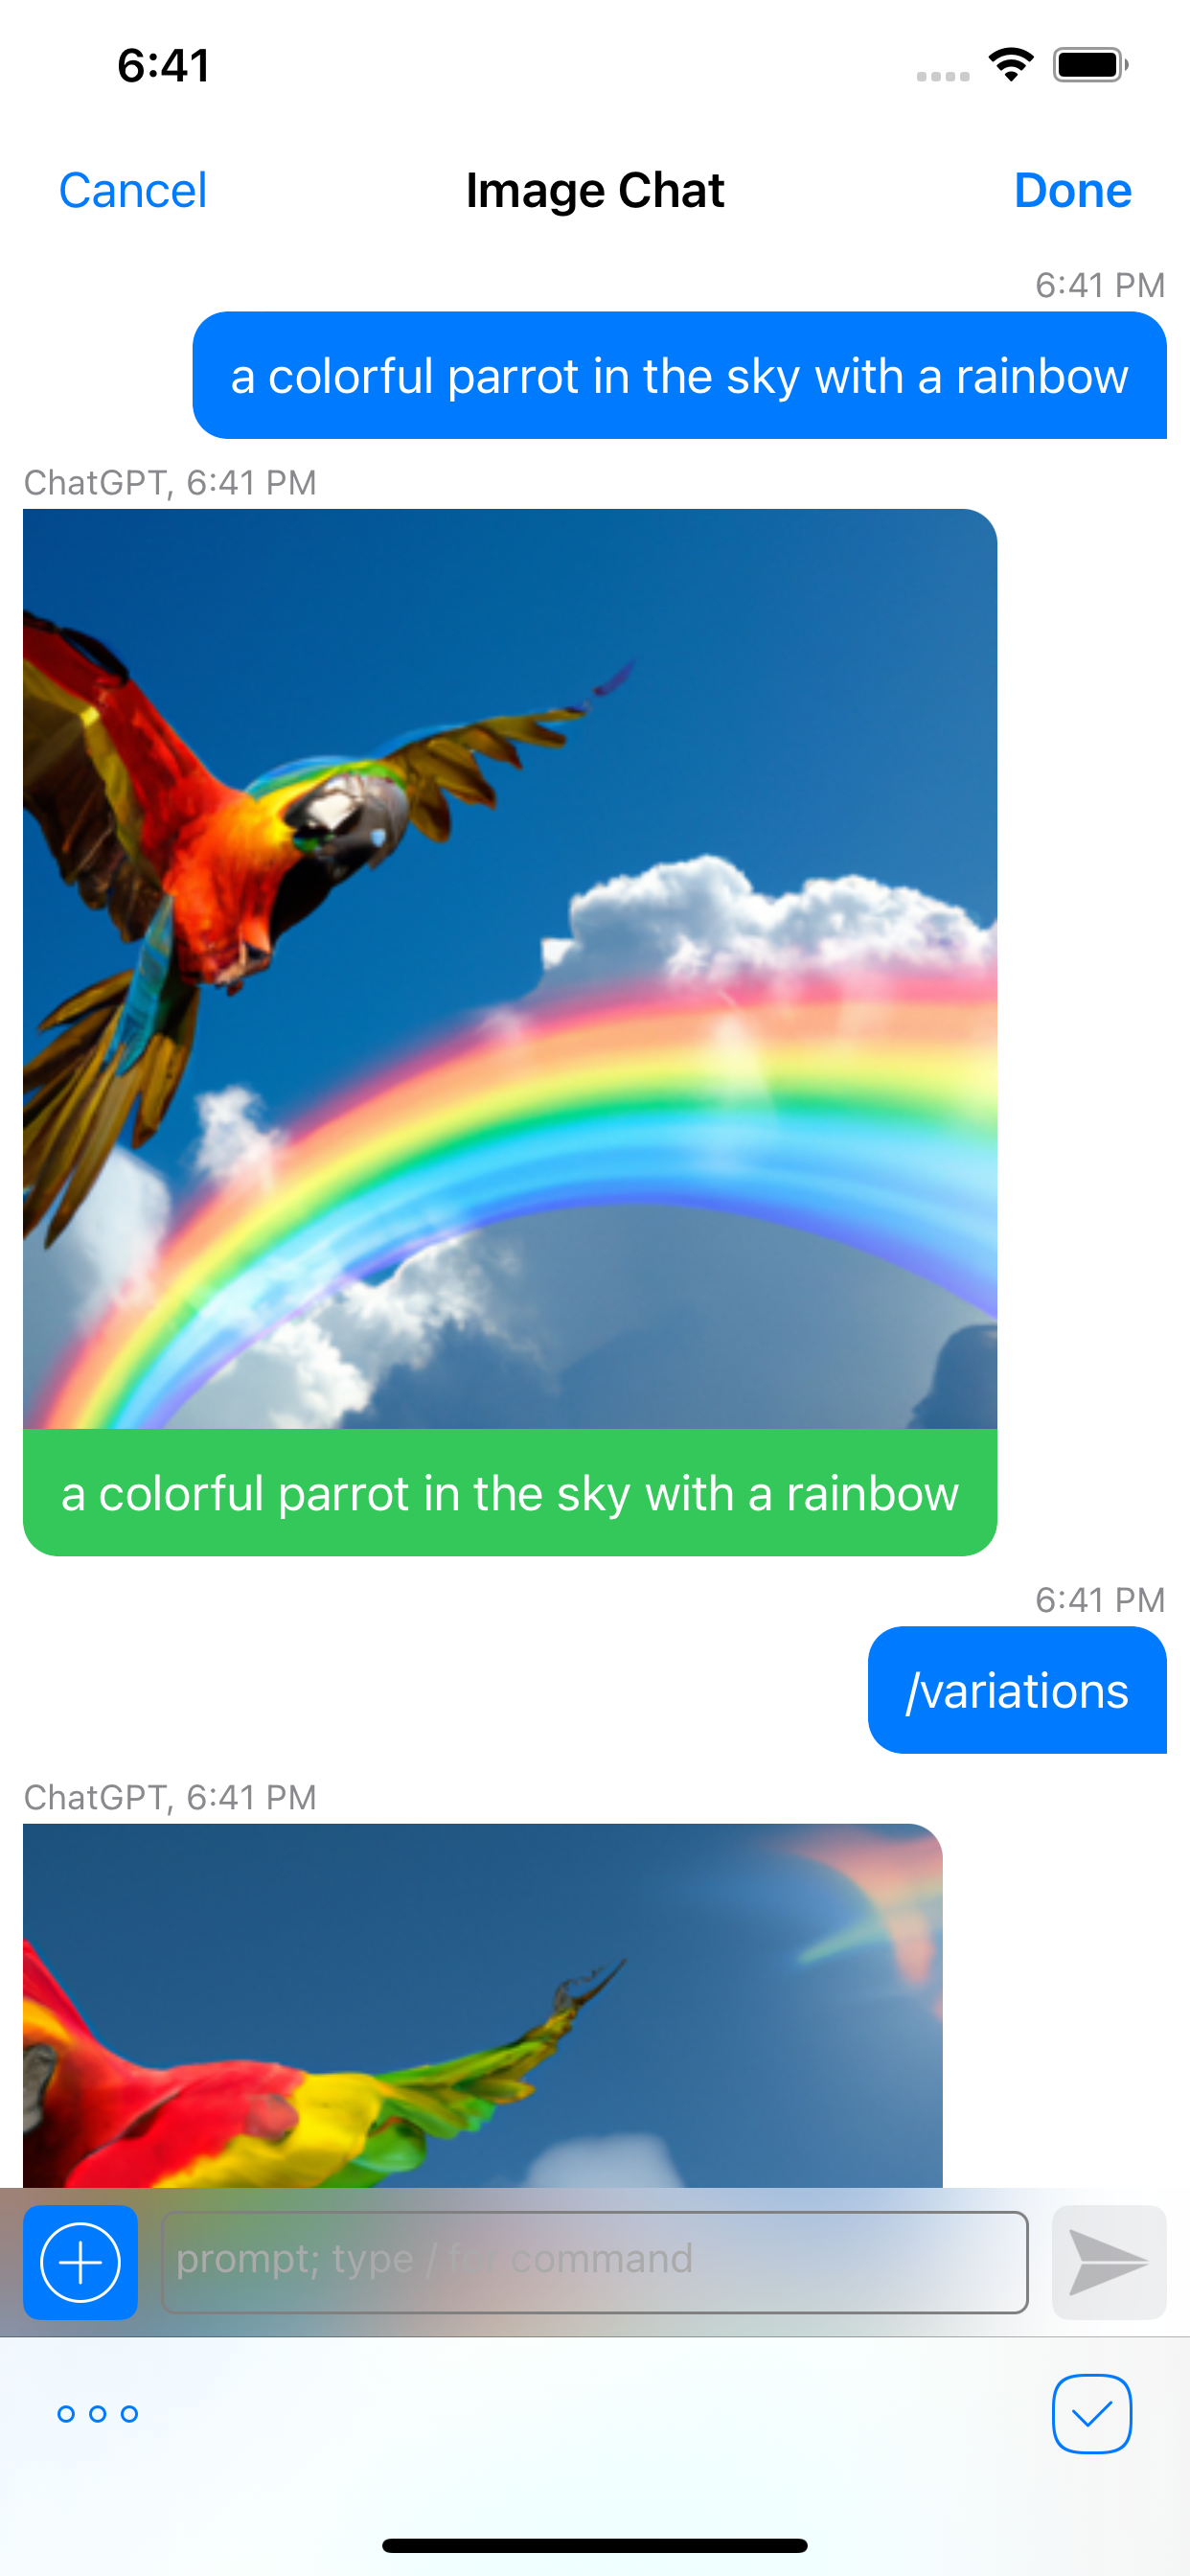 6:41
Cancel Image Chat Done
6:41 PM
a colorful parrot in the sky with a rainbow
ChatGPT, 6:41 PM
a colorful parrot in the sky with a rainbow
6:41 PM
/variations
ChatGPT, 6:41 PM
prompt; type / for command